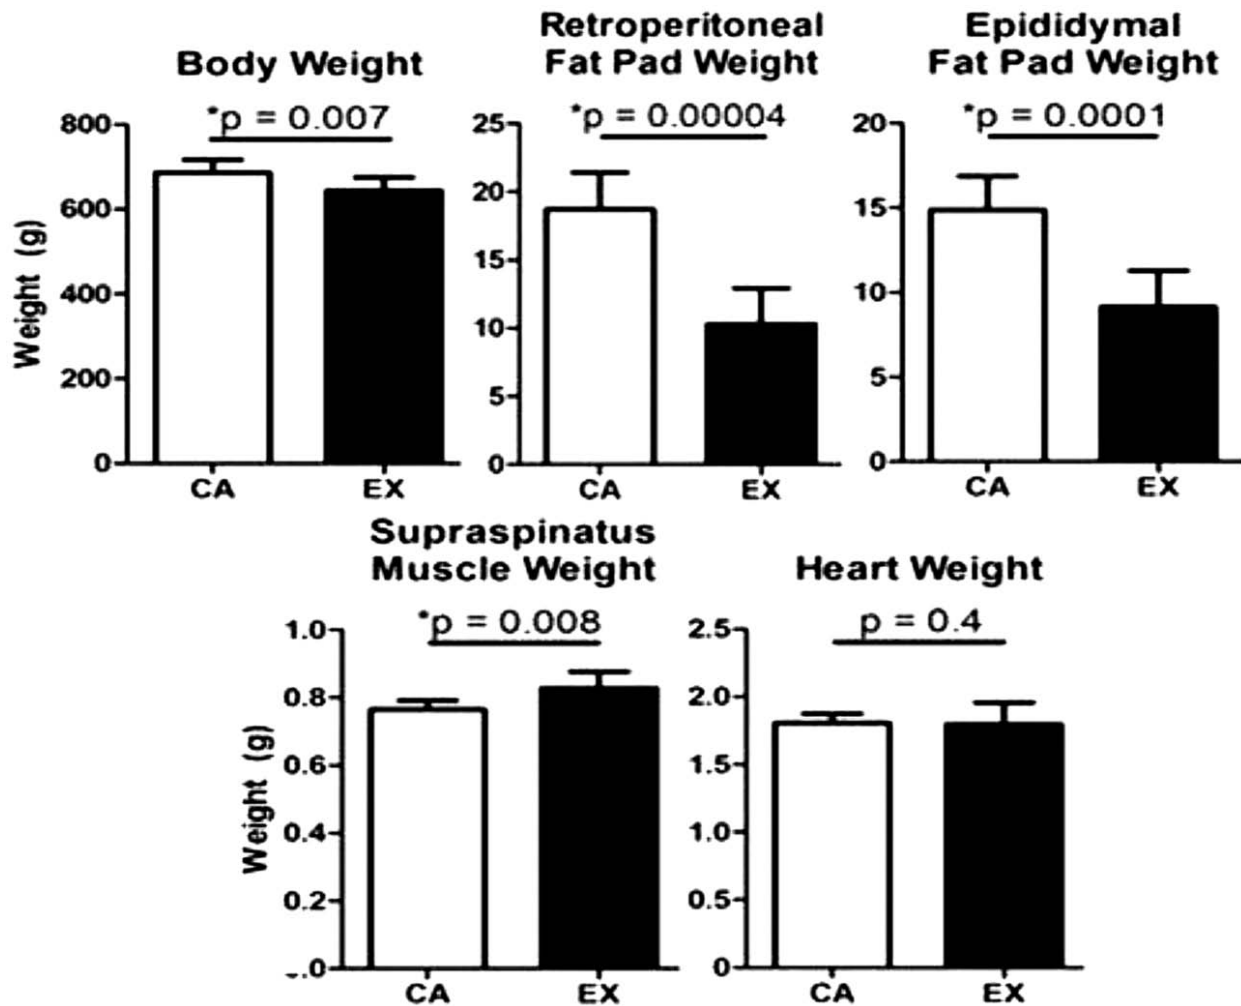 Body Weight
*p = 0.007
800
600
400
200
0
Weight (g)
CA EX
Retroperitoneal
Fat Pad Weight
*p = 0.00004
25
20
15
10
5
0
CA EX
Epididymal
Fat Pad Weight
*p = 0.0001
20
15
10
5
0
CA EX
Supraspinatus
Muscle Weight
*p = 0.008
1.0
0.8
0.6
0.4
0.2
.0
Weight (g)
CA EX
Heart Weight
p = 0.4
2.5
2.0
1.5
1.0
0.5
0
CA EX